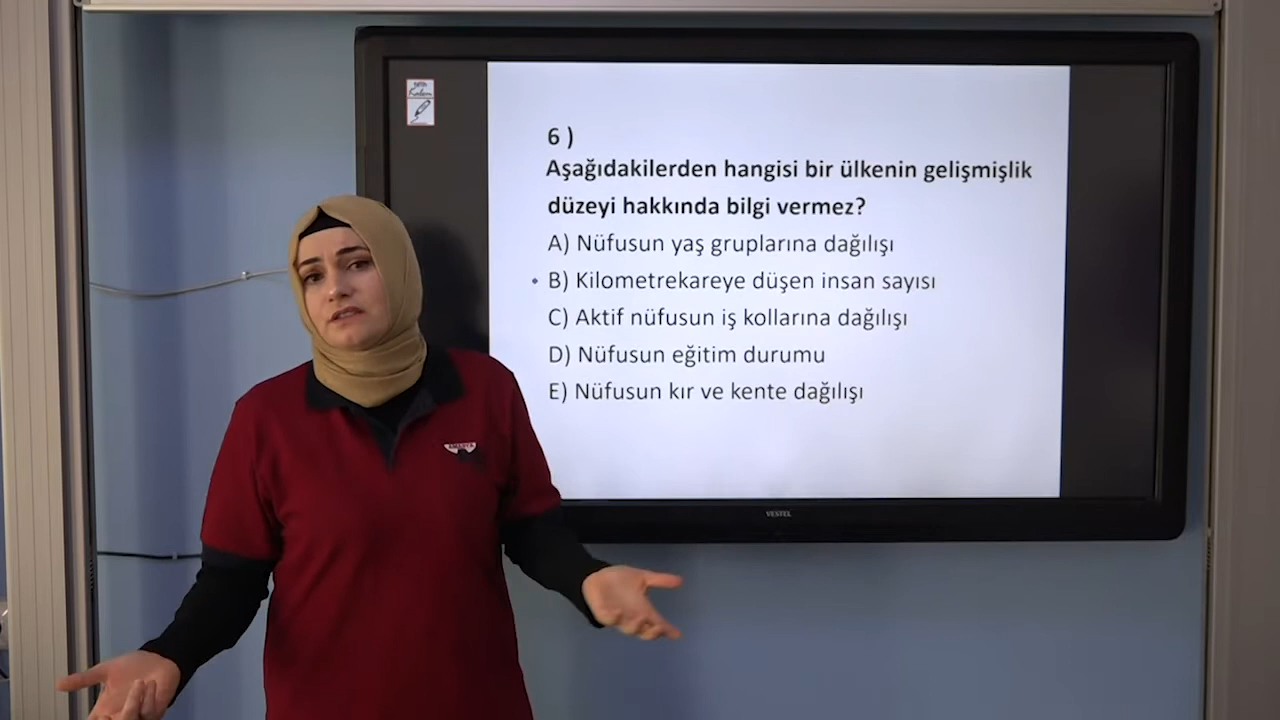 Kalem
6 )
Aşağıdakilerden hangisi bir ülkenin gelişmişlik
düzeyi hakkında bilgi vermez?
A) Nüfusun yaş gruplarına dağılışı
B) Kilometrekareye düşen insan sayısı
C) Aktif nüfusun iş kollarına dağılışı
D) Nüfusun eğitim durumu
E) Nüfusun kır ve kente dağılışı
VESTEL